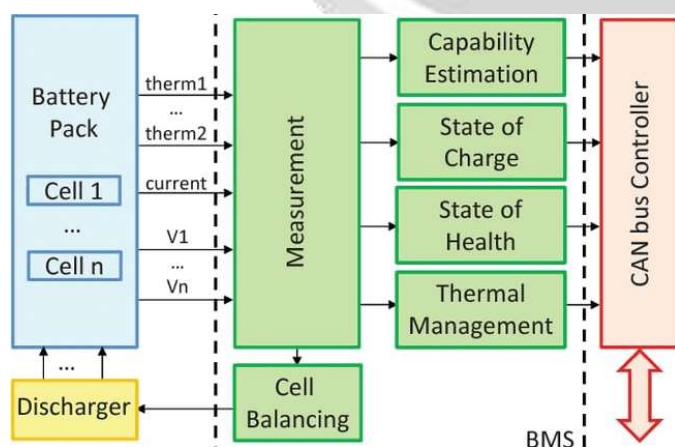 Battery
Pack
Cell 1
...
Cell n
therm1
...
therm2
current
V1
...
Vn
Measurement
Capability
Estimation
State of
Charge
State of
Health
Thermal
Management
CAN bus Controller
...
Discharger
Cell
Balancing
BMS